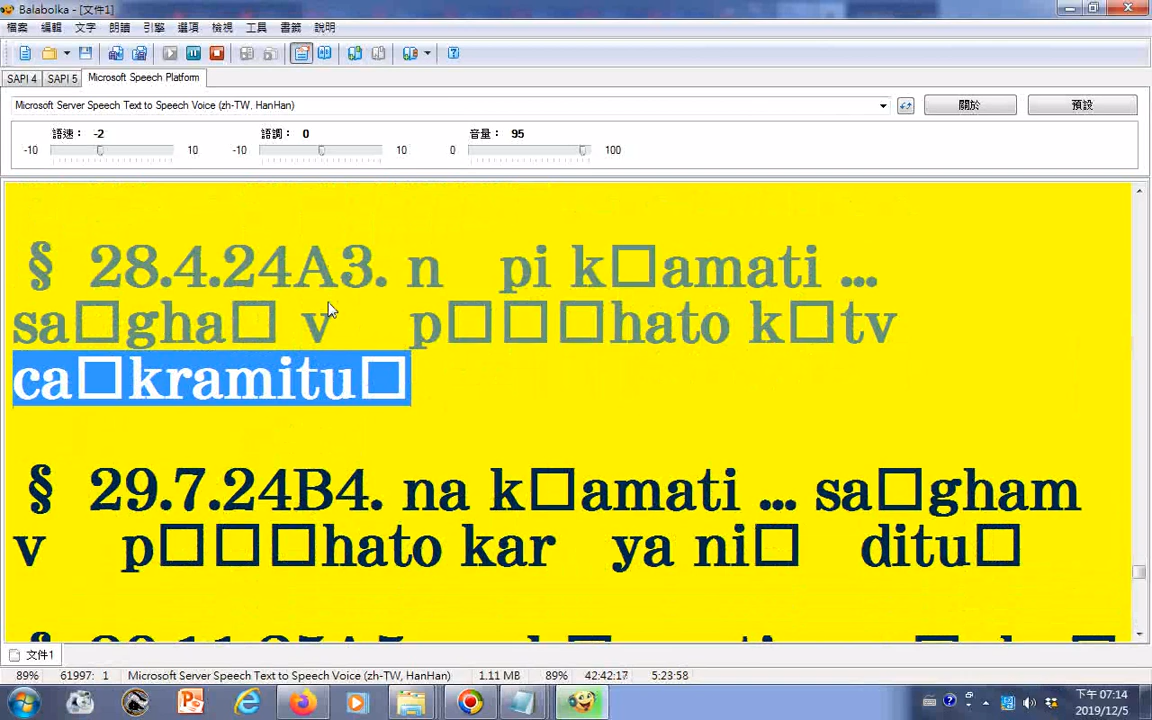 Balabolka - [文件1]
檔案 編輯 文字 朗讀 引擎 選項 檢視 工具 書籤 說明
SAPI 4 SAPI 5 Microsoft Speech Platform
Microsoft Server Speech Text to Speech Voice (zh-TW, HanHan) 關於 預設
語速: -2 語調: 0 音量: 95
-10 10 -10 10 0 100
§ 28.4.24A3. n pi k□amati ...
sa□gha□ v p□□□hato k□tv
ca□kramitu□
§ 29.7.24B4. na k□amati ... sa□gham
v p□□□hato kar ya ni□ ditu□
文件1
89% 61997: 1 Microsoft Server Speech Text to Speech Voice (zh-TW, HanHan) 1.11 MB 89% 42:42:17 5:23:58
下午 07:14
2019/12/5